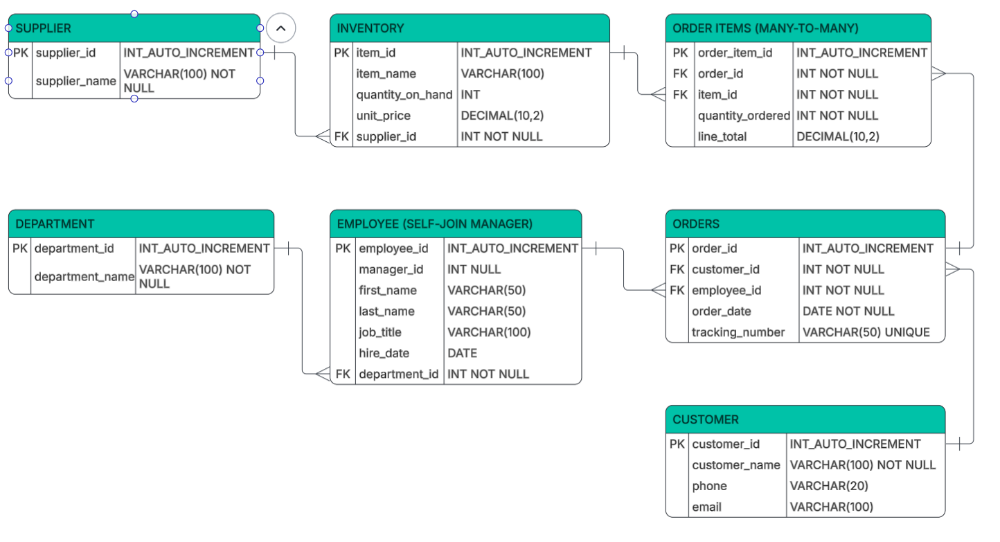 SUPPLIER
PK supplier_id INT_AUTO_INCREMENT
supplier_name VARCHAR(100) NOT
NULL
INVENTORY
PK item_id INT_AUTO_INCREMENT
item_name VARCHAR(100)
quantity_on_hand INT
unit_price DECIMAL(10,2)
FK supplier_id INT NOT NULL
ORDER ITEMS (MANY-TO-MANY)
PK order_item_id INT_AUTO_INCREMENT
FK order_id INT NOT NULL
FK item_id INT NOT NULL
quantity_ordered INT NOT NULL
line_total DECIMAL(10,2)
DEPARTMENT
PK department_id INT_AUTO_INCREMENT
department_name VARCHAR(100) NOT
NULL
EMPLOYEE (SELF-JOIN MANAGER)
PK employee_id INT_AUTO_INCREMENT
manager_id INT NULL
first_name VARCHAR(50)
last_name VARCHAR(50)
job_title VARCHAR(100)
hire_date DATE
FK department_id INT NOT NULL
ORDERS
PK order_id INT_AUTO_INCREMENT
FK customer_id INT NOT NULL
FK employee_id INT NOT NULL
order_date DATE NOT NULL
tracking_number VARCHAR(50) UNIQUE
CUSTOMER
PK customer_id INT_AUTO_INCREMENT
customer_name VARCHAR(100) NOT NULL
phone VARCHAR(20)
email VARCHAR(100)